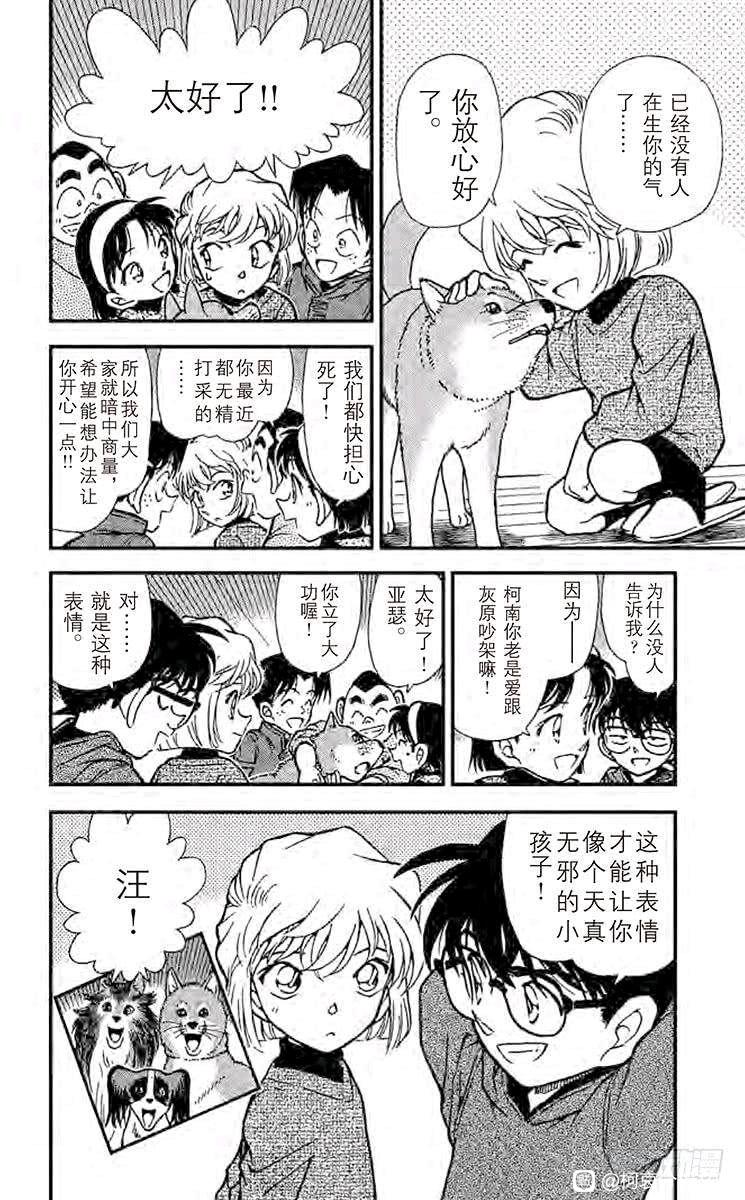 已经没有人
在生你的气
了……
你放心好
了。
太好了!!
我们都快担心
死了！
因为
你最近
都无精
打采的
……
所以我们大
家就暗中商量，
希望能想办法让
你开心一点!!
为什么没人
告诉我？
因为——
柯南你老是爱跟
灰原吵架嘛！
太好了！
亚瑟。
你立了大
功喔！
对……
就是这种
表情。
这种表情
才能让你
像个天真
无邪的小
孩子！
汪！
@柯